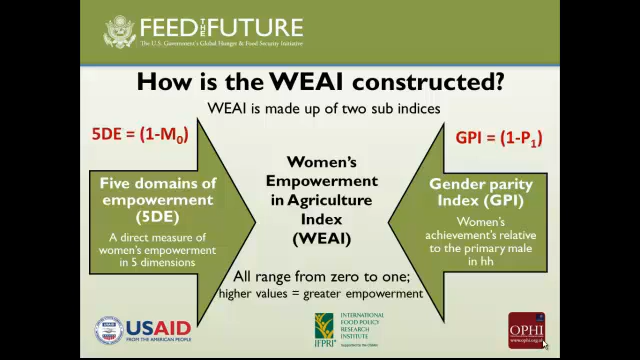 FEED THE FUTURE
The U.S. Government's Global Hunger & Food Security Initiative
How is the WEAI constructed?
WEAI is made up of two sub indices
5DE = (1-M0)
GPI = (1-P1)
Five domains of
empowerment
(5DE)
A direct measure of
women's empowerment
in 5 dimensions
Women's
Empowerment
in Agriculture
Index
(WEAI)
Gender parity
Index (GPI)
Women's
achievement's relative
to the primary male
in hh
All range from zero to one;
higher values = greater empowerment
USAID
FROM THE AMERICAN PEOPLE
IFPRI
INTERNATIONAL
FOOD POLICY
RESEARCH
INSTITUTE
OPHI
www.ophi.org.uk